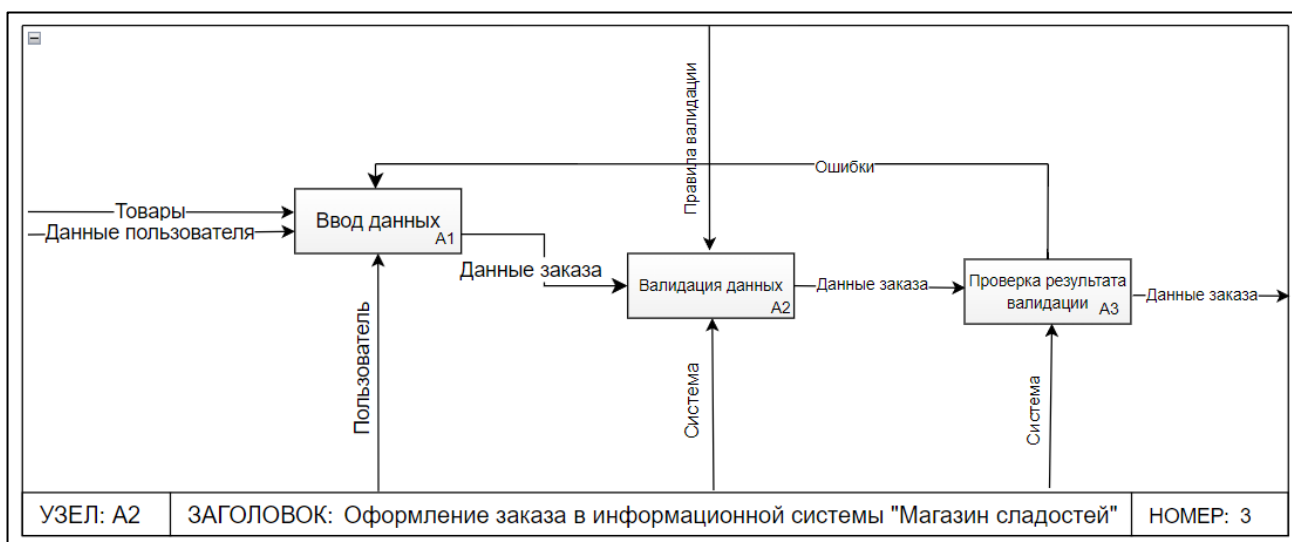 Правила валидации
Ошибки
Товары
Данные пользователя
Ввод данных
A1
Данные заказа
Валидация данных
A2
Данные заказа
Проверка результата
валидации
A3
Данные заказа
Пользователь
Система
Система
УЗЕЛ: A2
ЗАГОЛОВОК: Оформление заказа в информационной системы "Магазин сладостей"
НОМЕР: 3